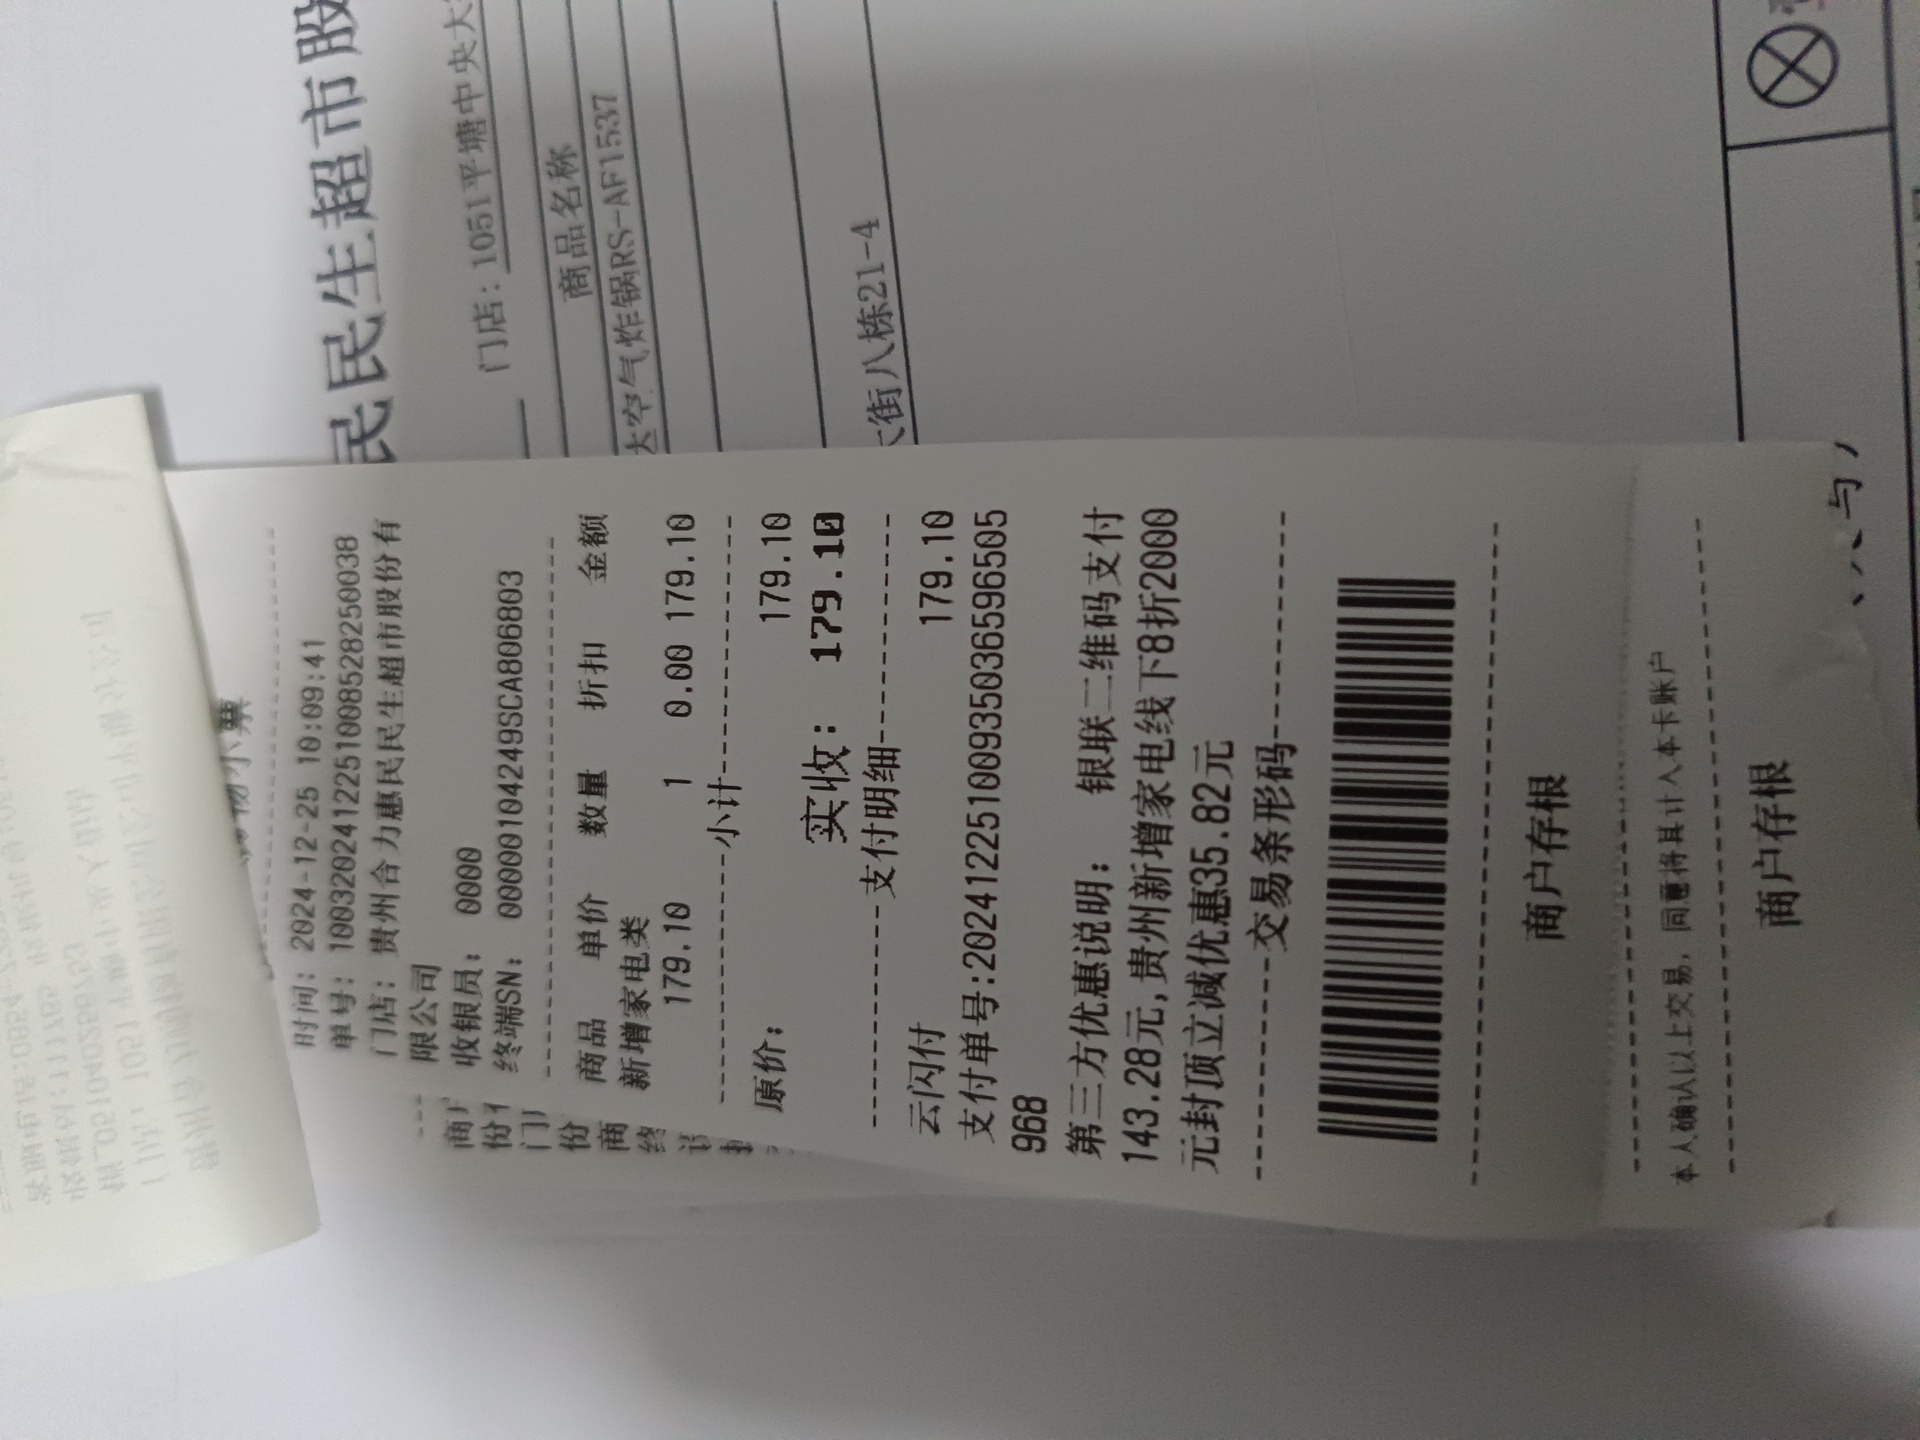 时间: 2024-12-25 10:09:41
单号: 100320241225100852825​0038
门店: 贵州合力惠民民生超市股份有
限公司
收银员: 0000
终端SN: 00000104249SCA806803
商品 单价 数量 折扣 金额
新增家电类
179.10 1 0.00 179.10
小计
原价: 179.10
实收: 179.10
支付明细
云闪付 179.10
支付单号:20241225100935036596505
968
第三方优惠说明: 银联二维码支付
143.28元,贵州新增家电线下8折2000
元封顶立减优惠35.82元
交易条形码
商户存根
本人确认以上交易,同意将其计入本卡账户
商户存根
民民生超市股
门店: 1051平塘中央大
商品名称
空气炸锅RS-AF1537
街八栋21-4